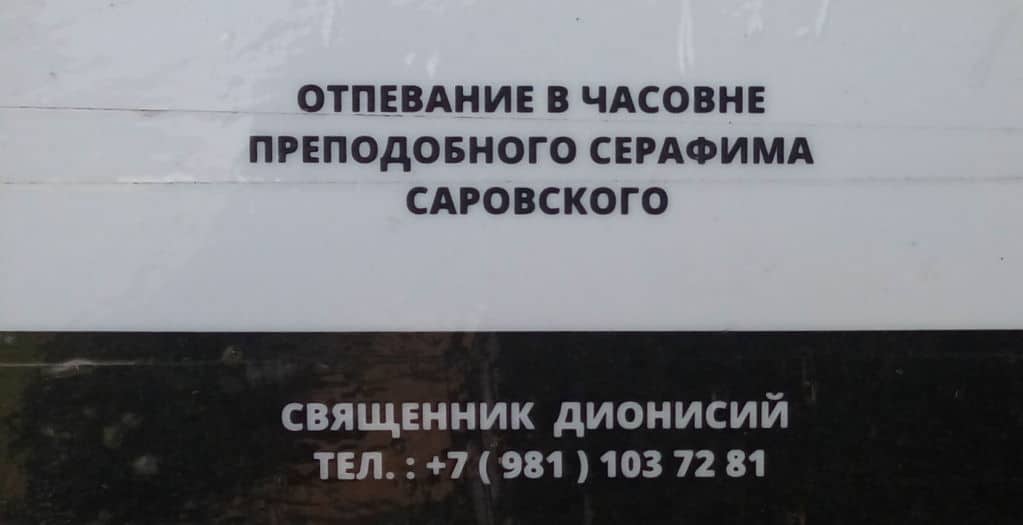 ОТПЕВАНИЕ В ЧАСОВНЕ
ПРЕПОДОБНОГО СЕРАФИМА
САРОВСКОГО
СВЯЩЕННИК ДИОНИСИЙ
ТЕЛ. : +7 ( 981 ) 103 72 81